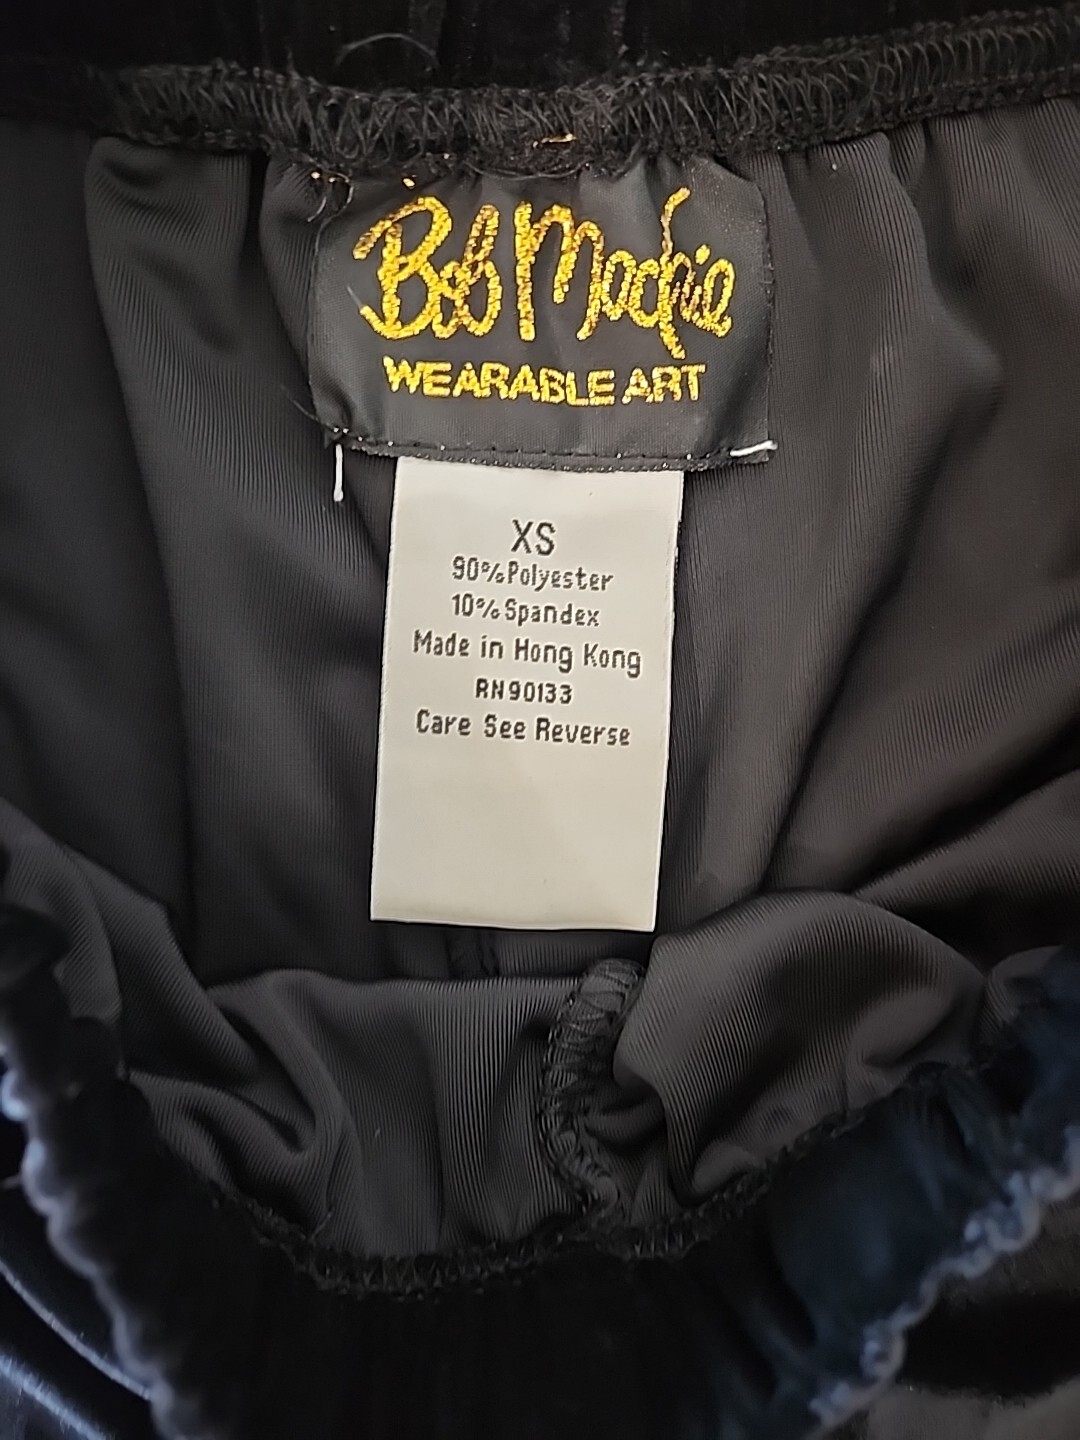 Bob Mackie
WEARABLE ART
XS
90% Polyester
10% Spandex
Made in Hong Kong
RN90133
Care See Reverse